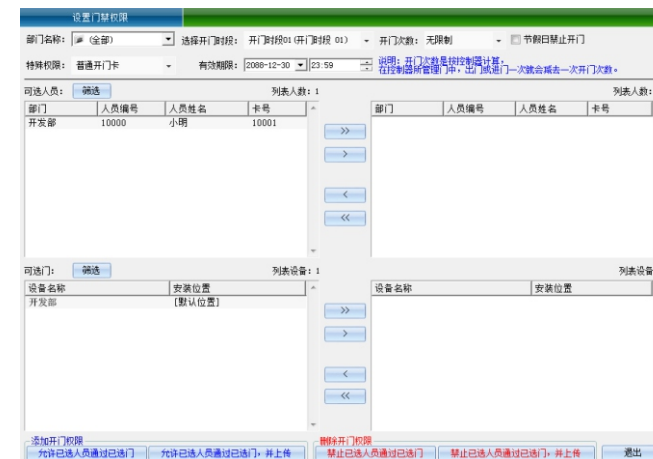 设置门禁权限
部门名称: (全部) 选择开门时段: 开门时段01(开门时段 01) 开门次数: 无限制 节假日禁止开门
特殊权限: 普通开门卡 有效期限: 2088-12-30 23:59 说明: 开门次数是按控制器计算,
在控制器所管理门中, 出门或进门一次就会减去一次开门次数。
可选人员: 筛选 列表人数: 1 列表人数:
部门 人员编号 人员姓名 卡号 部门 人员编号 人员姓名 卡号
开发部 10000 小明 10001
>>
>
<
<<
可选门: 筛选 列表设备: 1 列表设备
设备名称 安装位置 设备名称 安装位置
开发部 [默认位置]
>>
>
<
<<
添加开门权限 删除开门权限
允许已选人员通过已选门 允许已选人员通过已选门, 并上传 禁止已选人员通过已选门 禁止已选人员通过已选门, 并上传 退出